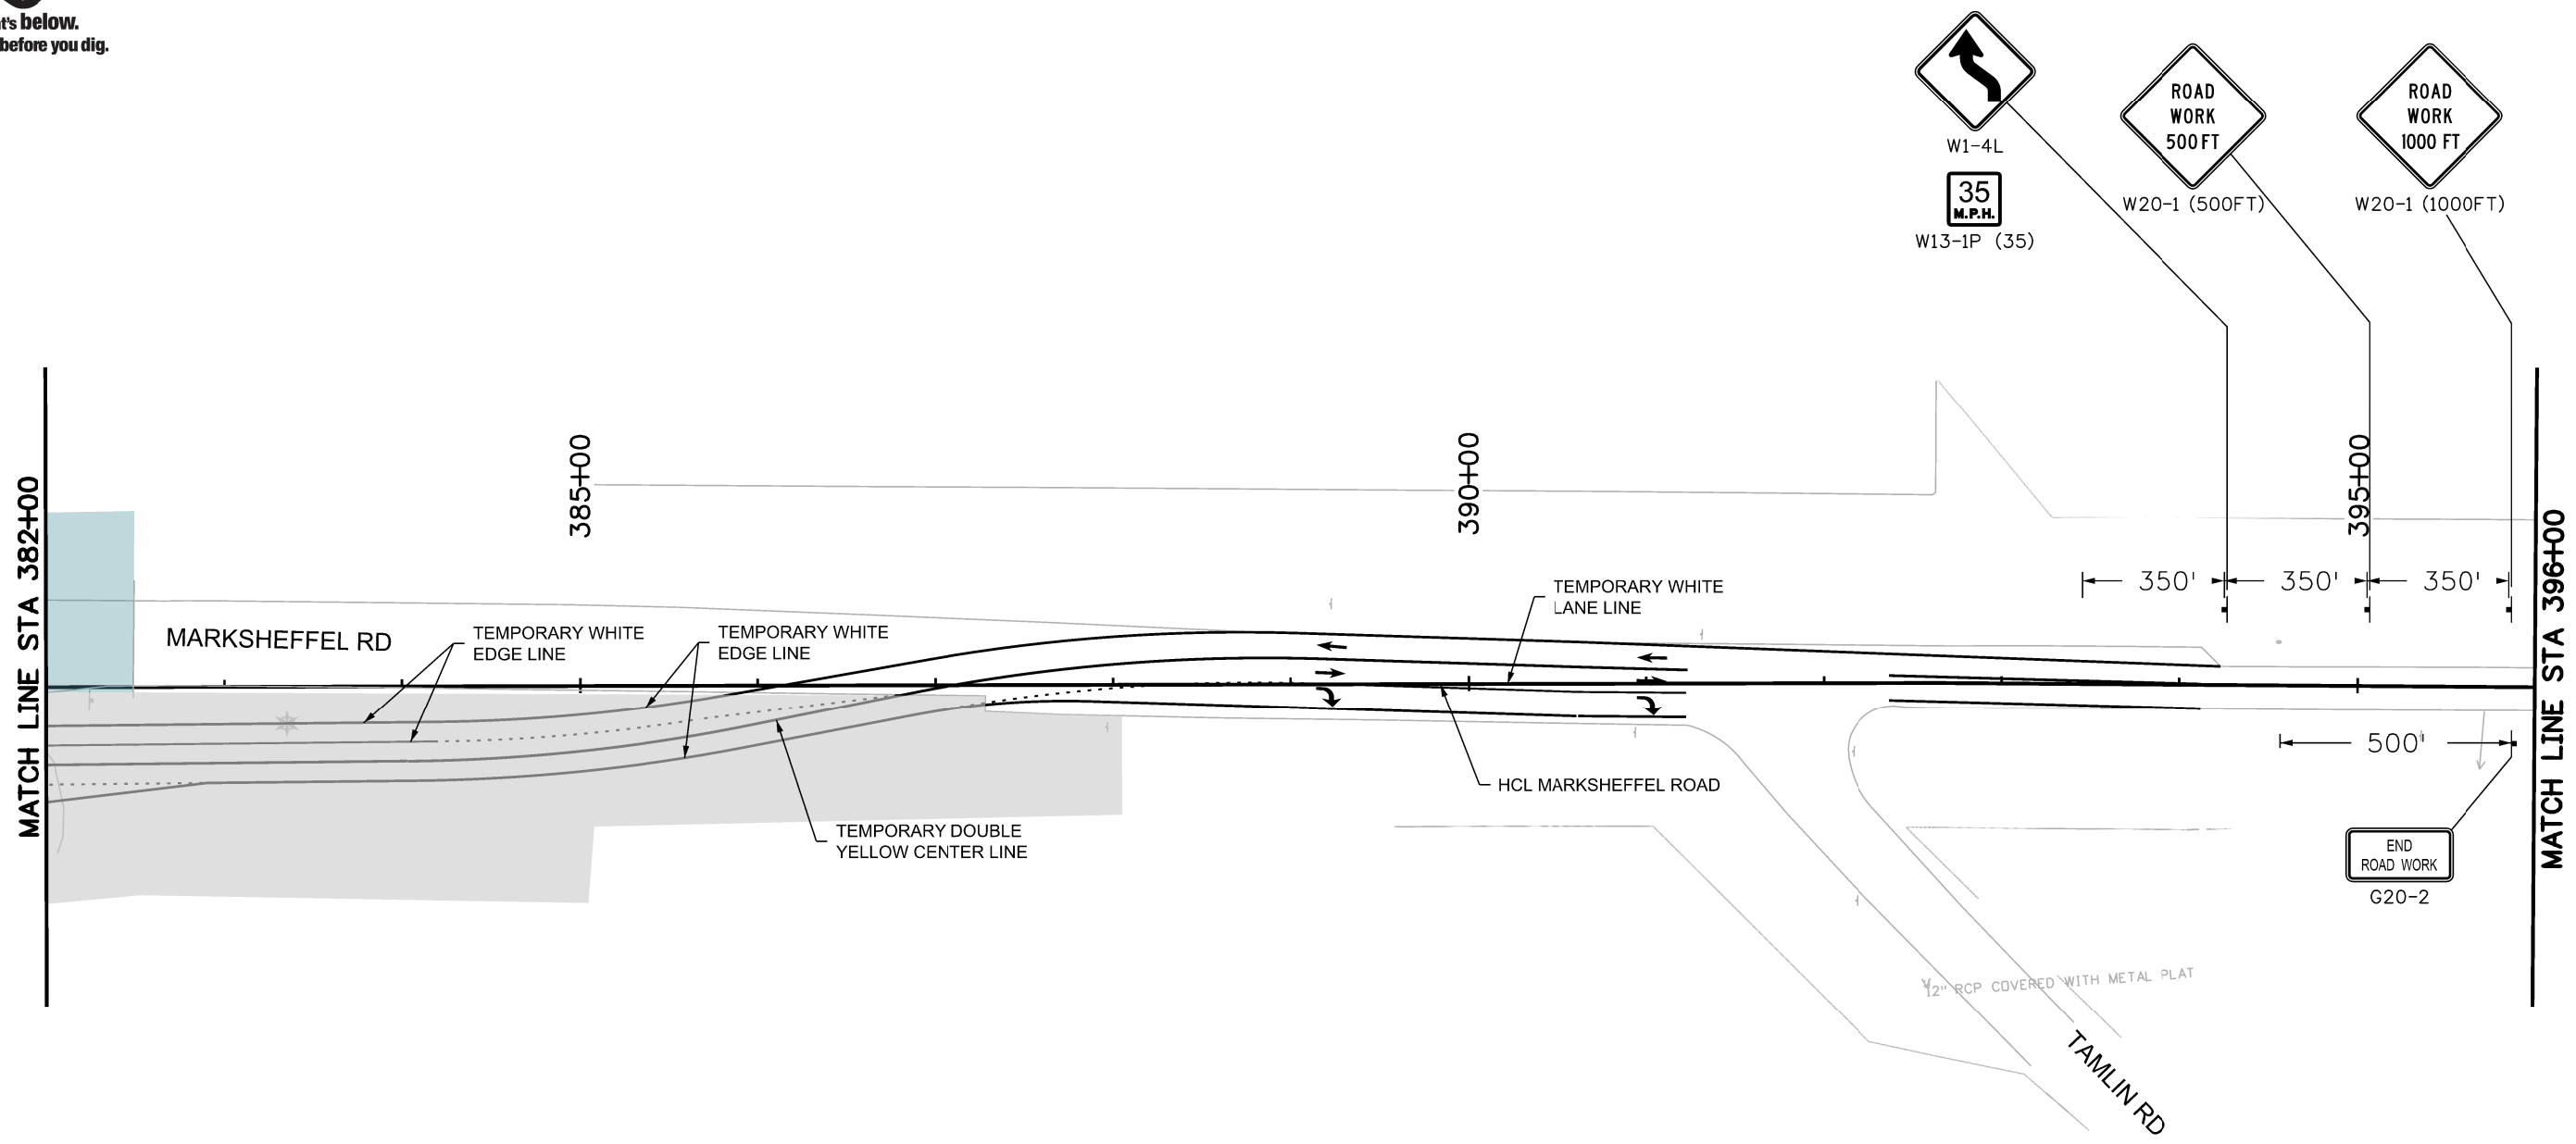 below.
before you dig.
W1-4L
35
M.P.H.
W13-1P (35)
ROAD
WORK
500 FT
W20-1 (500FT)
ROAD
WORK
1000 FT
W20-1 (1000FT)
MATCH LINE STA 382+00
385+00
390+00
395+00
MATCH LINE STA 396+00
350'
350'
350'
MARKSHEFFEL RD
TEMPORARY WHITE
EDGE LINE
TEMPORARY WHITE
EDGE LINE
TEMPORARY WHITE
LANE LINE
500'
HCL MARKSHEFFEL ROAD
TEMPORARY DOUBLE
YELLOW CENTER LINE
END
ROAD WORK
G20-2
12" RCP COVERED WITH METAL PLAT
TAMLIN RD